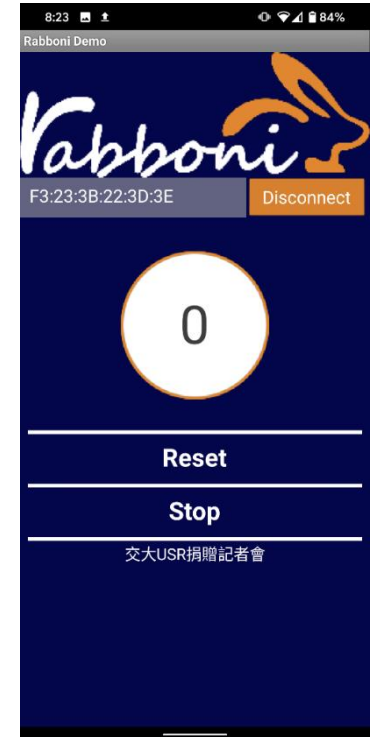 8:23 84%
Rabboni Demo
rabboni
F3:23:3B:22:3D:3E Disconnect
0
Reset
Stop
交大USR捐贈記者會